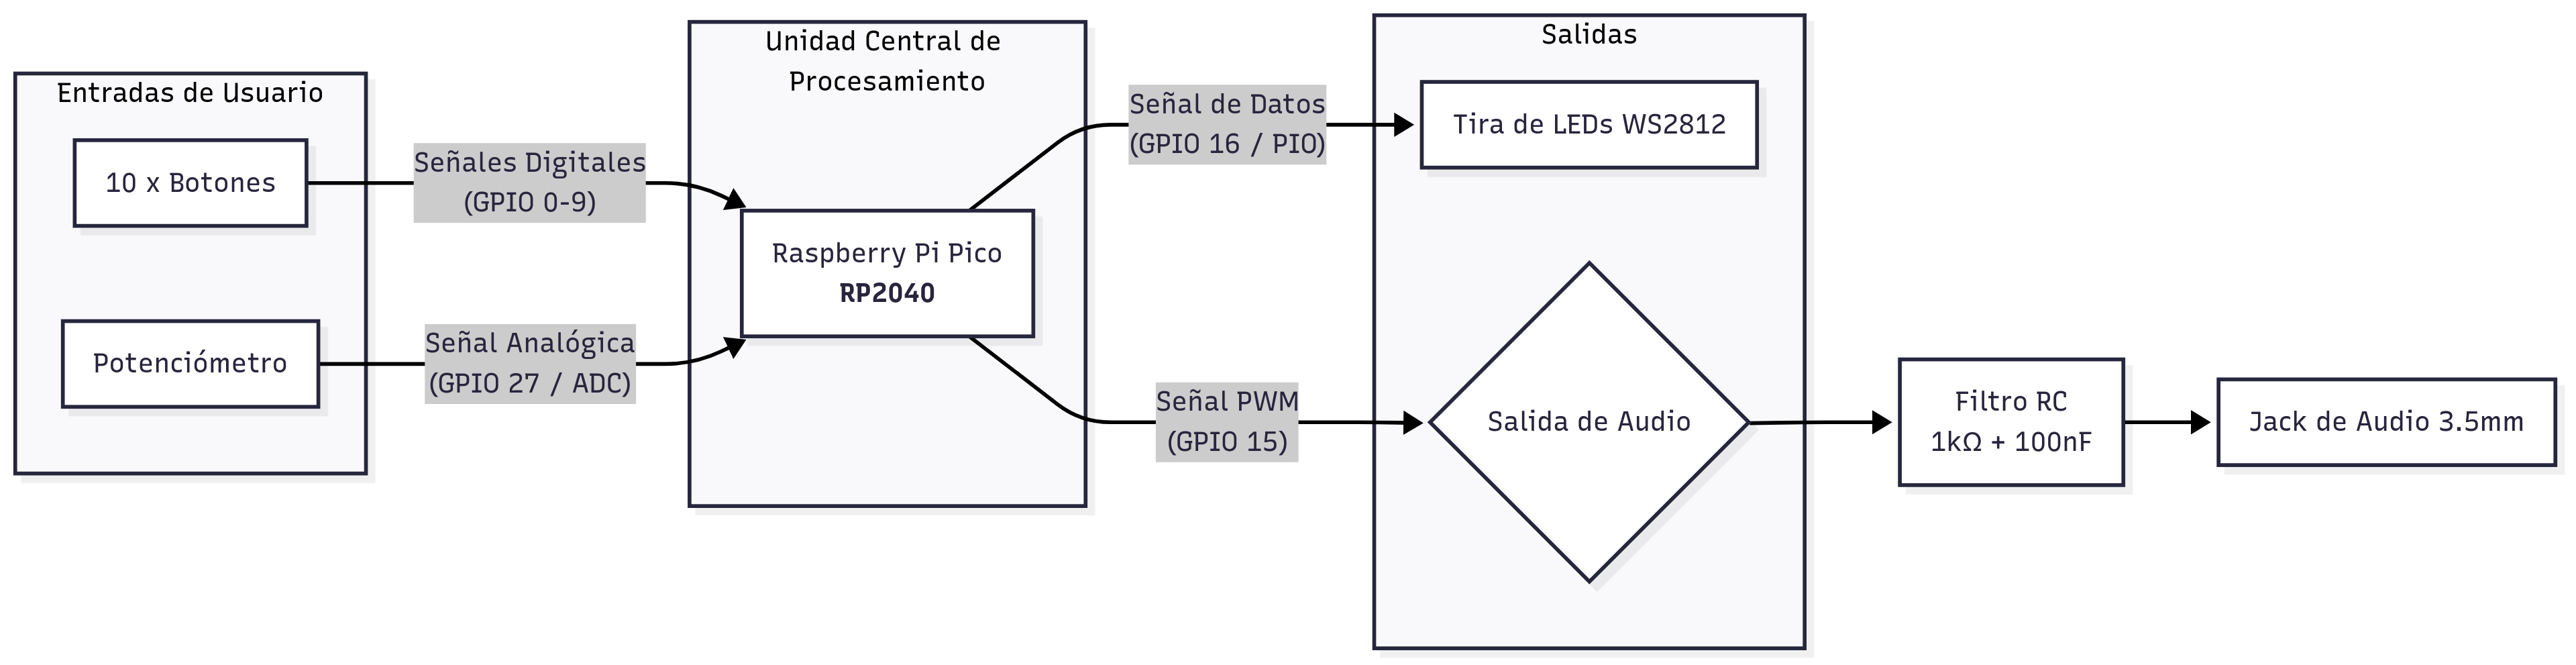 Entradas de Usuario
10 x Botones
Potenciómetro
Señales Digitales
(GPIO 0-9)
Señal Analógica
(GPIO 27 / ADC)
Unidad Central de
Procesamiento
Raspberry Pi Pico
RP2040
Señal de Datos
(GPIO 16 / PIO)
Señal PWM
(GPIO 15)
Salidas
Tira de LEDs WS2812
Salida de Audio
Filtro RC
1kΩ + 100nF
Jack de Audio 3.5mm